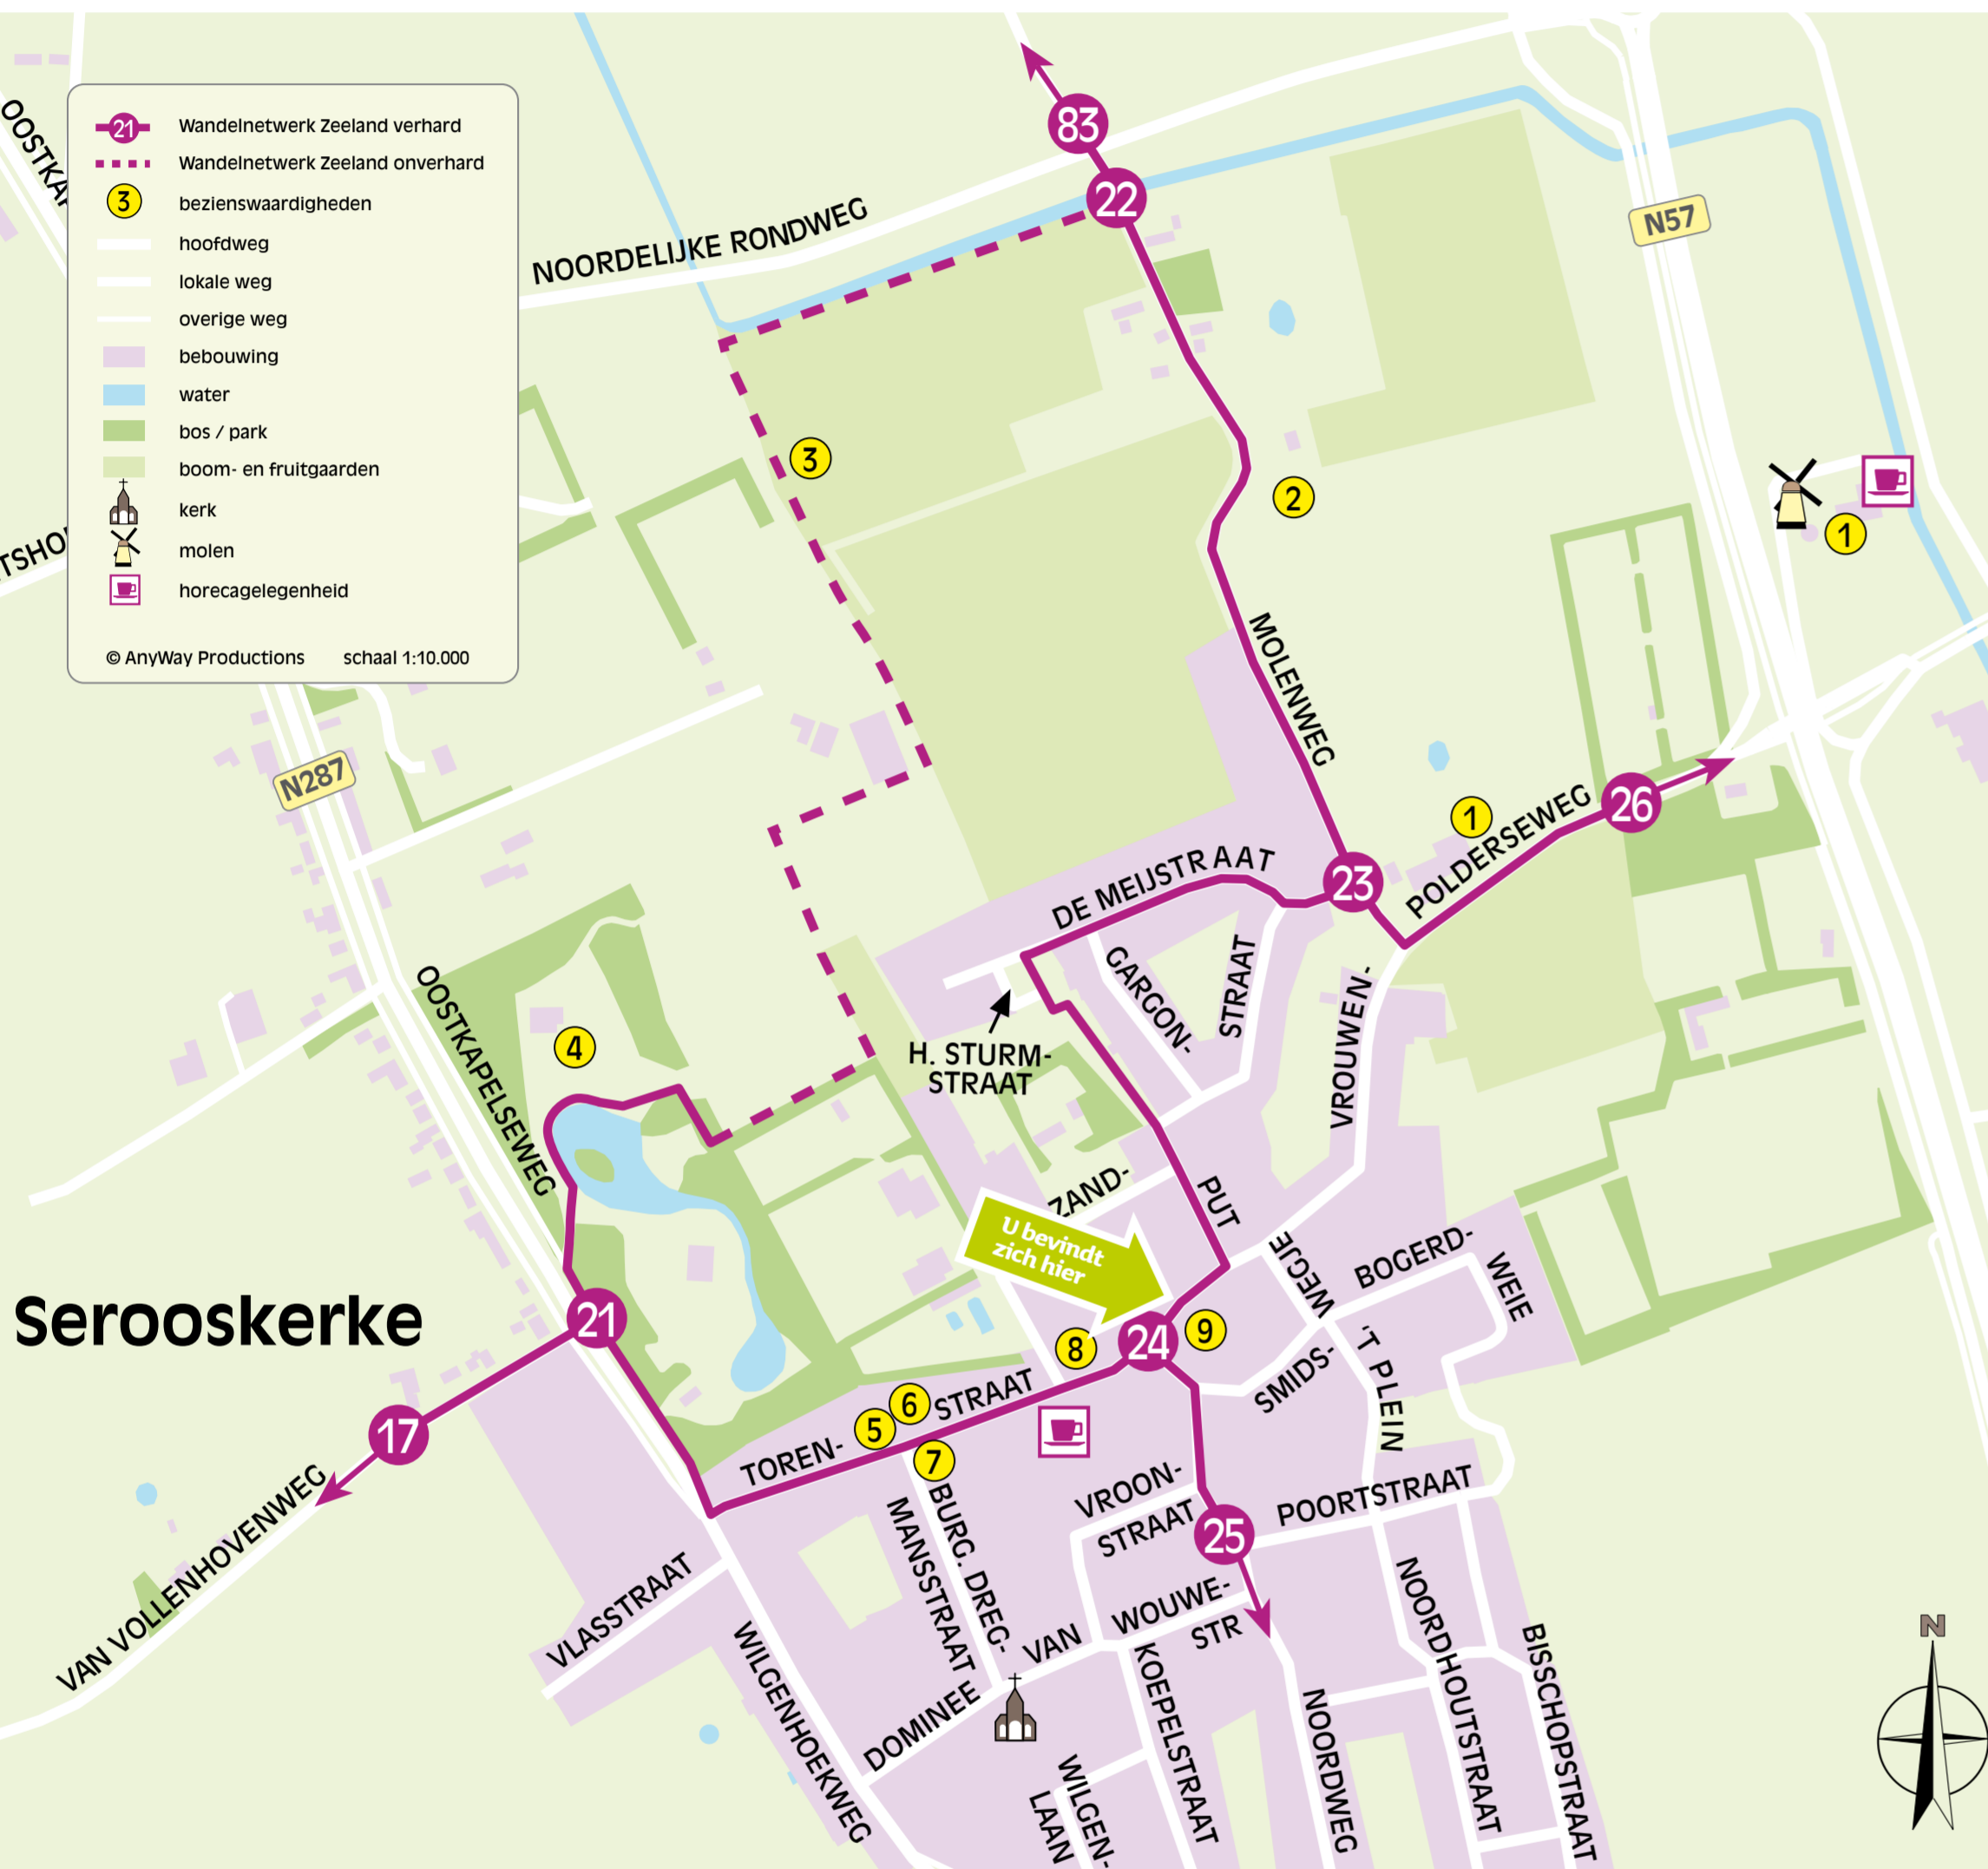 21 Wandelnetwerk Zeeland verhard
Wandelnetwerk Zeeland onverhard
3 bezienswaardigheden
hoofdweg
lokale weg
overige weg
bebouwing
water
bos / park
boom- en fruitgaarden
kerk
molen
horecagelegenheid
© AnyWay Productions schaal 1:10.000
83
22
NOORDELIJKE RONDWEG
N57
3
2
1
MOLENWEG
N287
1
26
POLDERSEWEG
23
DE MEIJSTRAAT
GARGON-
STRAAT
VROUWEN-
H. STURM-
STRAAT
OOSTKAPELSEWEG
4
ZAND-
PUT
WEGJE
BOGERD-
WEIE
U bevindt
zich hier
Serooskerke
21
24
9
8
'T PLEIN
SMIDS-
17
6
5
7
TOREN-
STRAAT
VAN VOLLENHOVENWEG
VROON-
STRAAT
25
POORTSTRAAT
BURG. DREG-
MANSSTRAAT
VLASSTRAAT
WILGENHOEKWEG
DOMINEE
VAN
WOUWE-
STR
KOEPELSTRAAT
WILGEN-
LAAN
NOORDWEG
NOORDHOUTSTRAAT
BISSCHOPSTRAAT
N